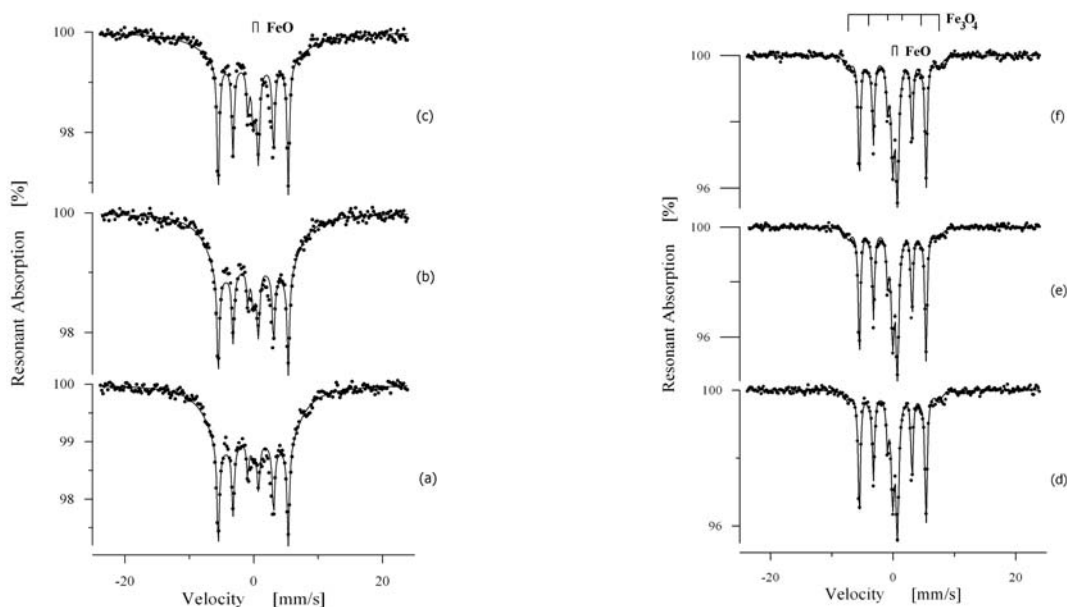 FeO
100
98
(c)
100
98
(b)
100
99
98
(a)
Resonant Absorption [%]
-20 0 20
Velocity [mm/s]
Fe3O4
FeO
100
96
(f)
100
96
(e)
100
96
(d)
Resonant Absorption [%]
-20 0 20
Velocity [mm/s]